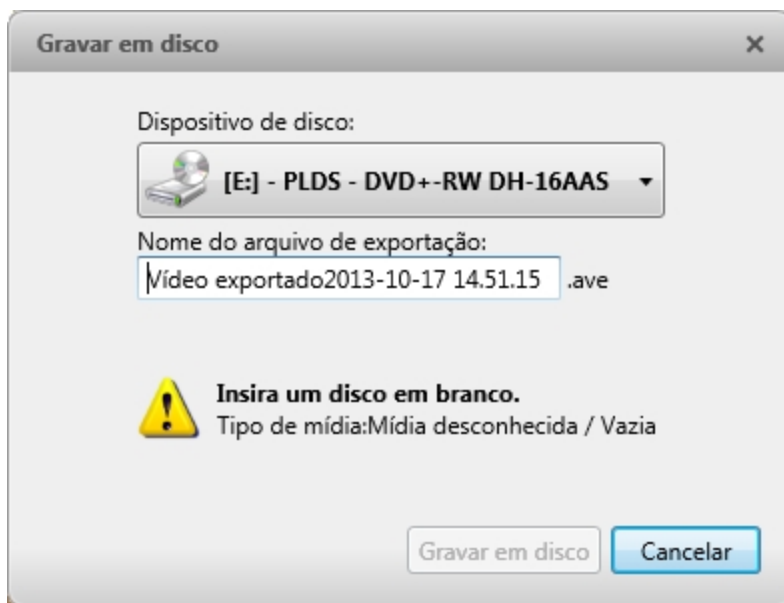 Gravar em disco
Dispositivo de disco:
[E:] - PLDS - DVD+-RW DH-16AAS
Nome do arquivo de exportação:
Vídeo exportado2013-10-17 14.51.15 .ave
Insira um disco em branco.
Tipo de mídia:Mídia desconhecida / Vazia
Gravar em disco Cancelar